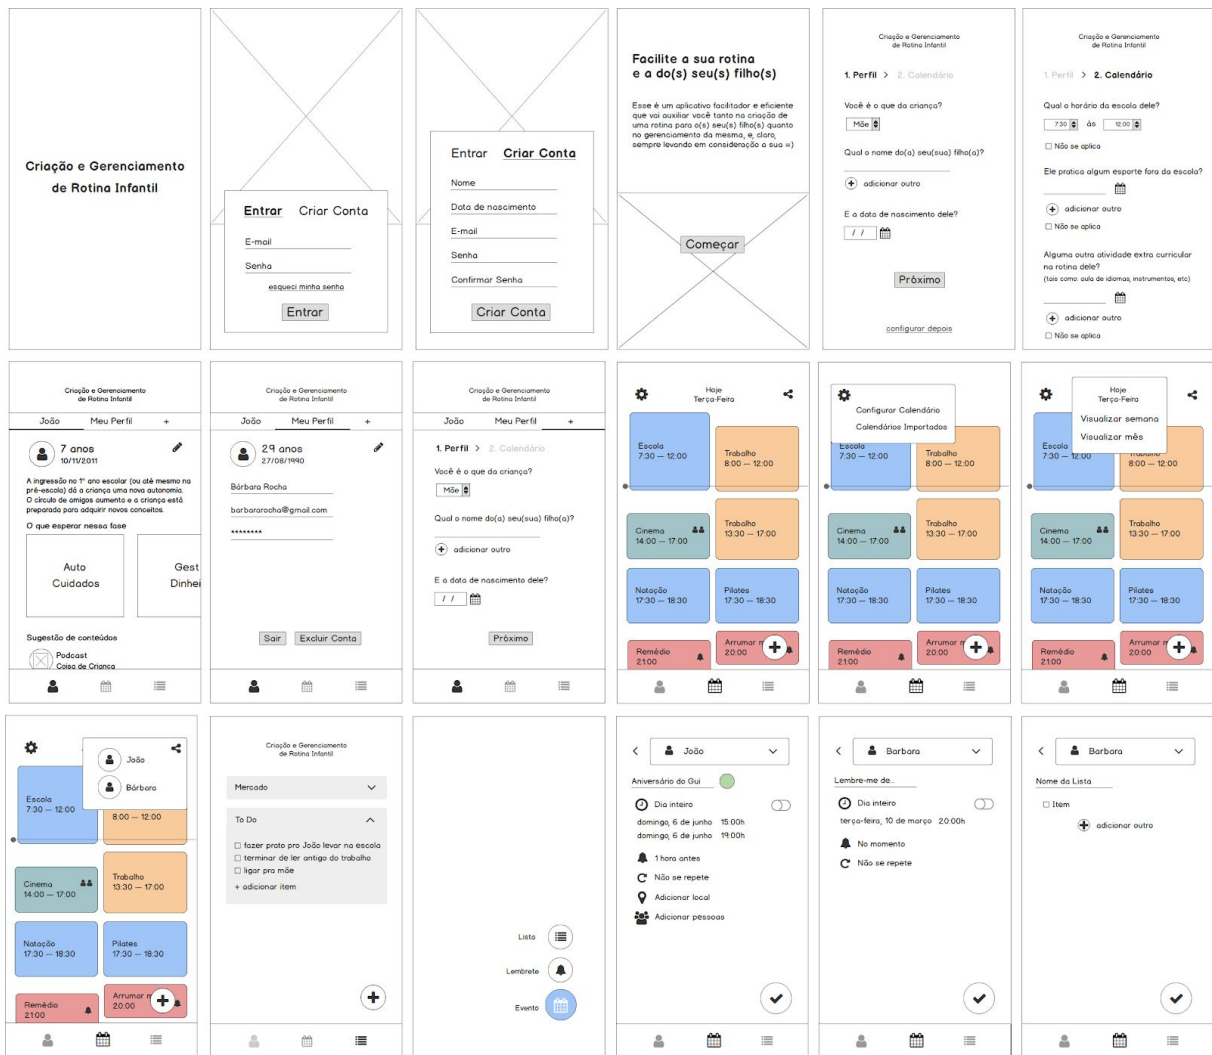 Criação e Gerenciamento
de Rotina Infantil
Entrar Criar Conta
E-mail
Senha
esqueci minha senha
Entrar
Entrar Criar Conta
Nome
Data de nascimento
E-mail
Senha
Confirmar Senha
Criar Conta
Facilite a sua rotina
e a do(s) seu(s) filho(s)
Esse é um aplicativo facilitador e eficiente
que vai auxiliar você tanto na criação de
uma rotina para o(s) seu(s) filho(s) quanto
no gerenciamento da mesma, e, claro,
sempre levando em consideração a sua =)
Começar
Criação e Gerenciamento
de Rotina Infantil
1. Perfil > 2. Calendário
Você é o que da criança?
Mãe
Qual o nome do(a) seu(sua) filho(a)?
+ adicionar outro
E a data de nascimento dele?
/ /
Próximo
configurar depois
Criação e Gerenciamento
de Rotina Infantil
1. Perfil > 2. Calendário
Qual o horário da escola dele?
7:30 às 12:00
Não se aplica
Ele pratica algum esporte fora da escola?
+ adicionar outro
Não se aplica
Alguma outra atividade extra curricular
na rotina dele?
(tais como: aula de idiomas, instrumentos, etc)
+ adicionar outro
Não se aplica
Criação e Gerenciamento
de Rotina Infantil
João Meu Perfil +
7 anos
10/11/2011
A ingressão no 1º ano escolar (ou até mesmo na
pré-escola) dá a criança uma nova autonomia.
O círculo de amigos aumenta e a criança está
preparada para adquirir novos conceitos.
O que esperar nessa fase
Auto
Cuidados
Gest
Dinhei
Sugestão de conteúdos
Podcast
Coisa de Criança
Criação e Gerenciamento
de Rotina Infantil
João Meu Perfil +
29 anos
27/08/1990
Bárbara Rocha
barbararocha@gmail.com
********
Sair Excluir Conta
Criação e Gerenciamento
de Rotina Infantil
João Meu Perfil +
1. Perfil > 2. Calendário
Você é o que da criança?
Mãe
Qual o nome do(a) seu(sua) filho(a)?
+ adicionar outro
E a data de nascimento dele?
/ /
Próximo
Hoje
Terça-Feira
Escola
7:30 — 12:00
Trabalho
8:00 — 12:00
Cinema
14:00 — 17:00
Trabalho
13:30 — 17:00
Natação
17:30 — 18:30
Pilates
17:30 — 18:30
Remédio
21:00
Arrumar m
20:00
+
Configurar Calendário
Calendários Importados
Escola
7:30 — 12:00
Trabalho
8:00 — 12:00
Cinema
14:00 — 17:00
Trabalho
13:30 — 17:00
Natação
17:30 — 18:30
Pilates
17:30 — 18:30
Remédio
21:00
Arrumar m
20:00
+
Hoje
Terça-Feira
Visualizar semana
Visualizar mês
Escola
7:30 — 12:00
Trabalho
8:00 — 12:00
Cinema
14:00 — 17:00
Trabalho
13:30 — 17:00
Natação
17:30 — 18:30
Pilates
17:30 — 18:30
Remédio
21:00
Arrumar m
20:00
+
João
Bárbara
Escola
7:30 — 12:00
8:00 — 12:00
Cinema
14:00 — 17:00
Trabalho
13:30 — 17:00
Natação
17:30 — 18:30
Pilates
17:30 — 18:30
Remédio
21:00
Arrumar m
20:00
+
Criação e Gerenciamento
de Rotina Infantil
Mercado
To Do
fazer prato pro João levar na escola
terminar de ler antigo do trabalho
ligar pra mãe
+ adicionar item
+
Lista
Lembrete
Evento
João
Aniversário do Gui
Dia inteiro
domingo, 6 de junho 15:00h
domingo, 6 de junho 19:00h
1 hora antes
Não se repete
Adicionar local
Adicionar pessoas
Barbara
Lembre-me de...
Dia inteiro
terça-feira, 10 de março 20:00h
No momento
Não se repete
Barbara
Nome da Lista
Item
+ adicionar outro